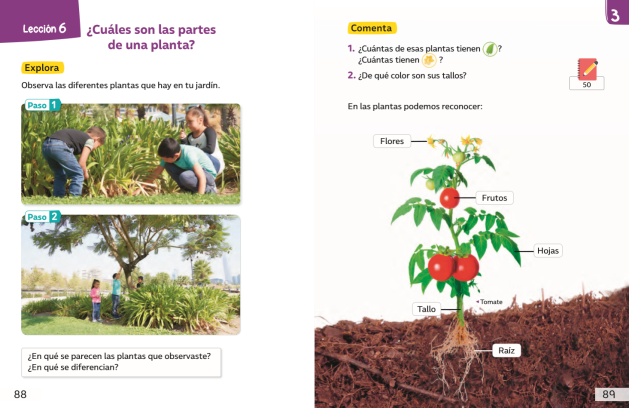 Lección 6
¿Cuáles son las partes
de una planta?
Explora
Observa las diferentes plantas que hay en tu jardín.
Paso 1
Paso 2
¿En qué se parecen las plantas que observaste?
¿En qué se diferencian?
88
3
Comenta
1. ¿Cuántas de esas plantas tienen ?
¿Cuántas tienen ?
2. ¿De qué color son sus tallos?
50
En las plantas podemos reconocer:
Flores
Frutos
Hojas
Tomate
Tallo
Raíz
89